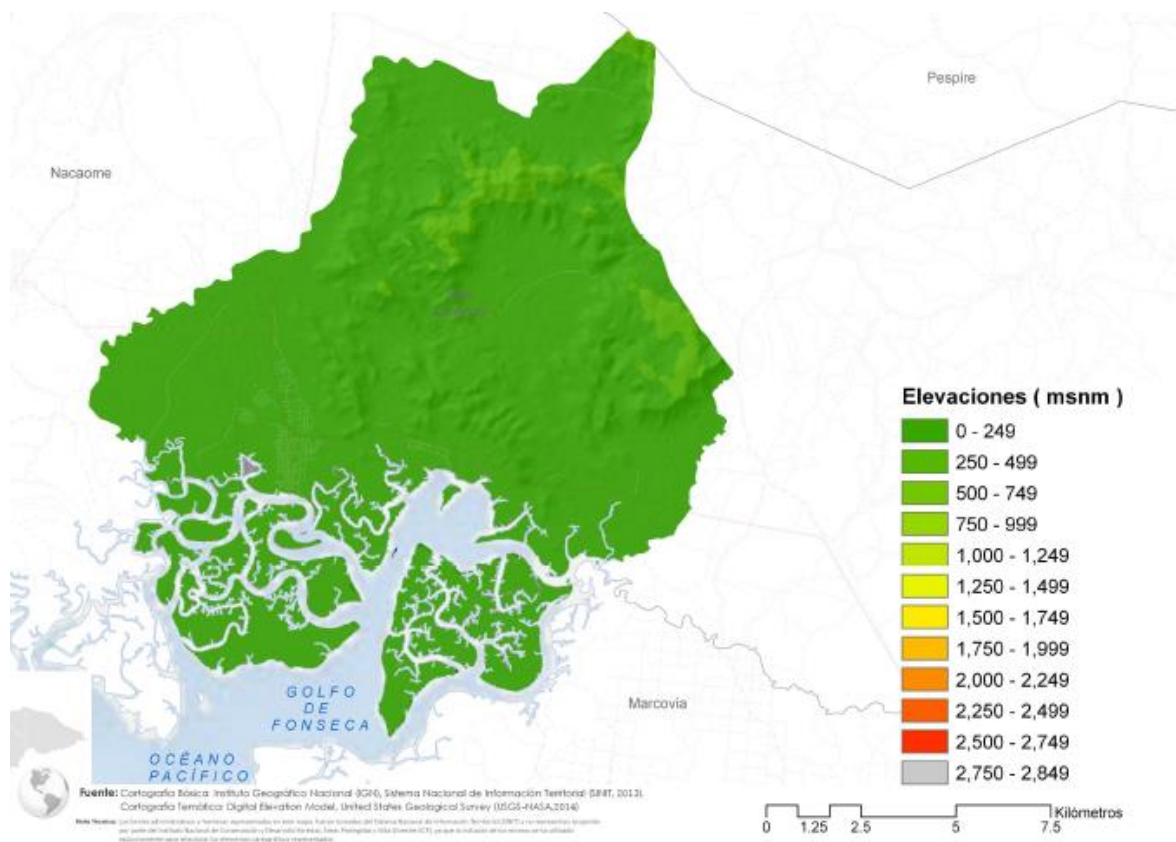 Pespire
Nacaome
Elevaciones ( msnm )
0 - 249
250 - 499
500 - 749
750 - 999
1,000 - 1,249
1,250 - 1,499
1,500 - 1,749
1,750 - 1,999
2,000 - 2,249
2,250 - 2,499
2,500 - 2,749
2,750 - 2,849
Marcovia
GOLFO
DE
FONSECA
OCÉANO
PACÍFICO
Fuente: Cartografía Básica: Instituto Geográfico Nacional (IGN), Sistema Nacional de Información Territorial (SINIT, 2013).
Cartografía Temática: Digital Elevation Model, United States Geological Survey (USGS-NASA,2014)
Nota Técnica:
Kilómetros
0 1.25 2.5 5 7.5